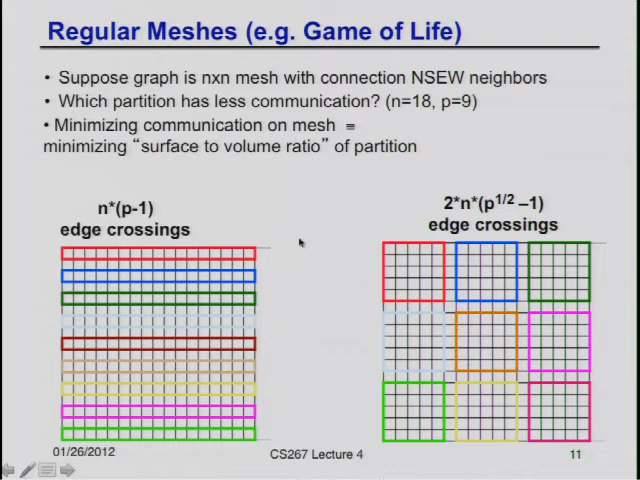 Regular Meshes (e.g. Game of Life)
• Suppose graph is nxn mesh with connection NSEW neighbors
• Which partition has less communication? (n=18, p=9)
• Minimizing communication on mesh ≡
minimizing “surface to volume ratio” of partition
n*(p-1)
edge crossings
2*n*(p1/2 –1)
edge crossings
01/26/2012
CS267 Lecture 4
11